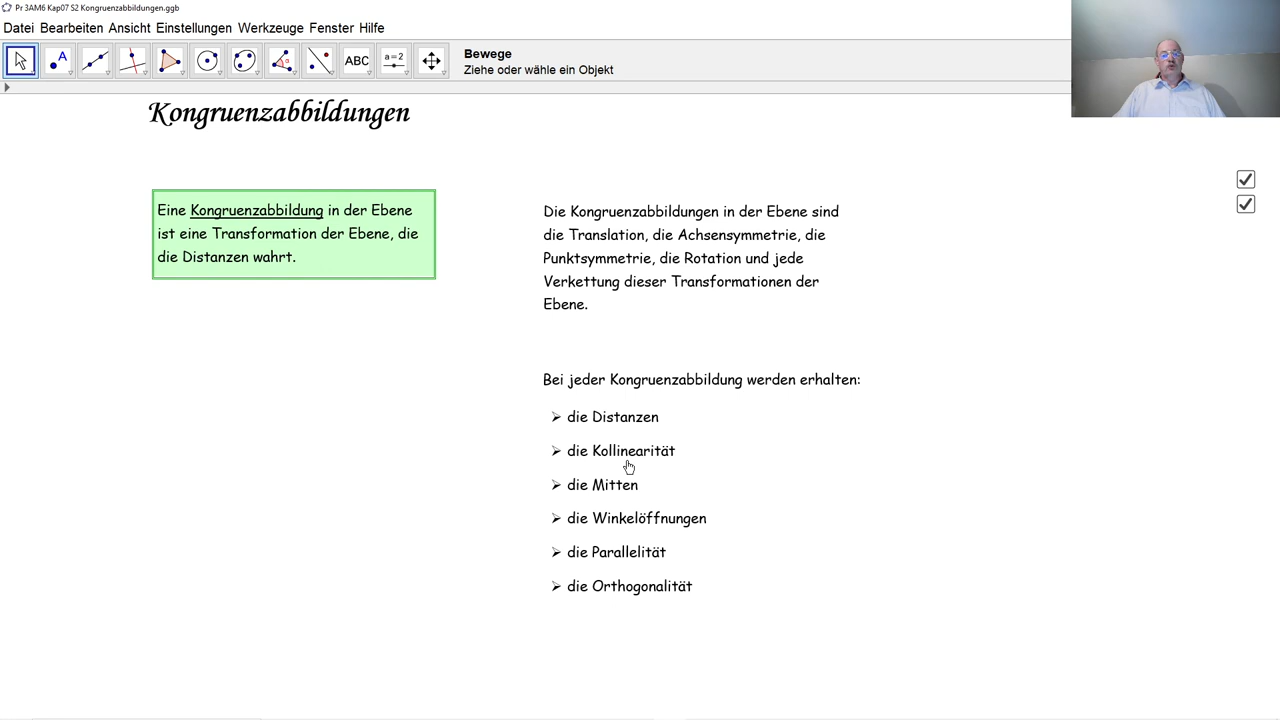 Pr 3AM6 Kap07 S2 Kongruenzabbildungen.ggb
Datei Bearbeiten Ansicht Einstellungen Werkzeuge Fenster Hilfe
A
α
ABC
a=2
Bewege
Ziehe oder wähle ein Objekt
Kongruenzabbildungen
Eine Kongruenzabbildung in der Ebene
ist eine Transformation der Ebene, die
die Distanzen wahrt.
Die Kongruenzabbildungen in der Ebene sind
die Translation, die Achsensymmetrie, die
Punktsymmetrie, die Rotation und jede
Verkettung dieser Transformationen der
Ebene.
Bei jeder Kongruenzabbildung werden erhalten:
➢ die Distanzen
➢ die Kollinearität
➢ die Mitten
➢ die Winkelöffnungen
➢ die Parallelität
➢ die Orthogonalität